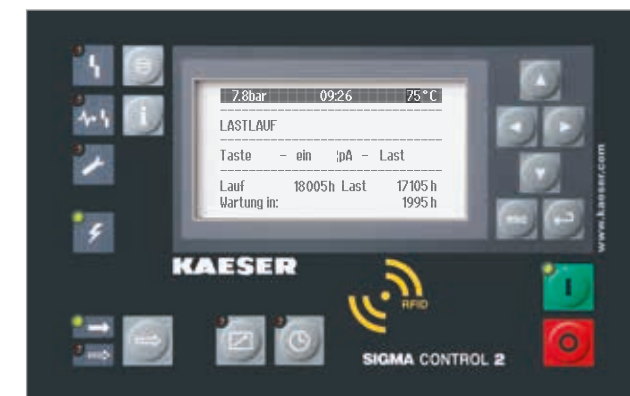 7.8bar 09:26 75°C
LASTLAUF
Taste - ein ¦pA - Last
Lauf 18005h Last 17105h
Wartung in: 1995h
esc
www.kaeser.com
KAESER
RFID
I
SIGMA CONTROL 2